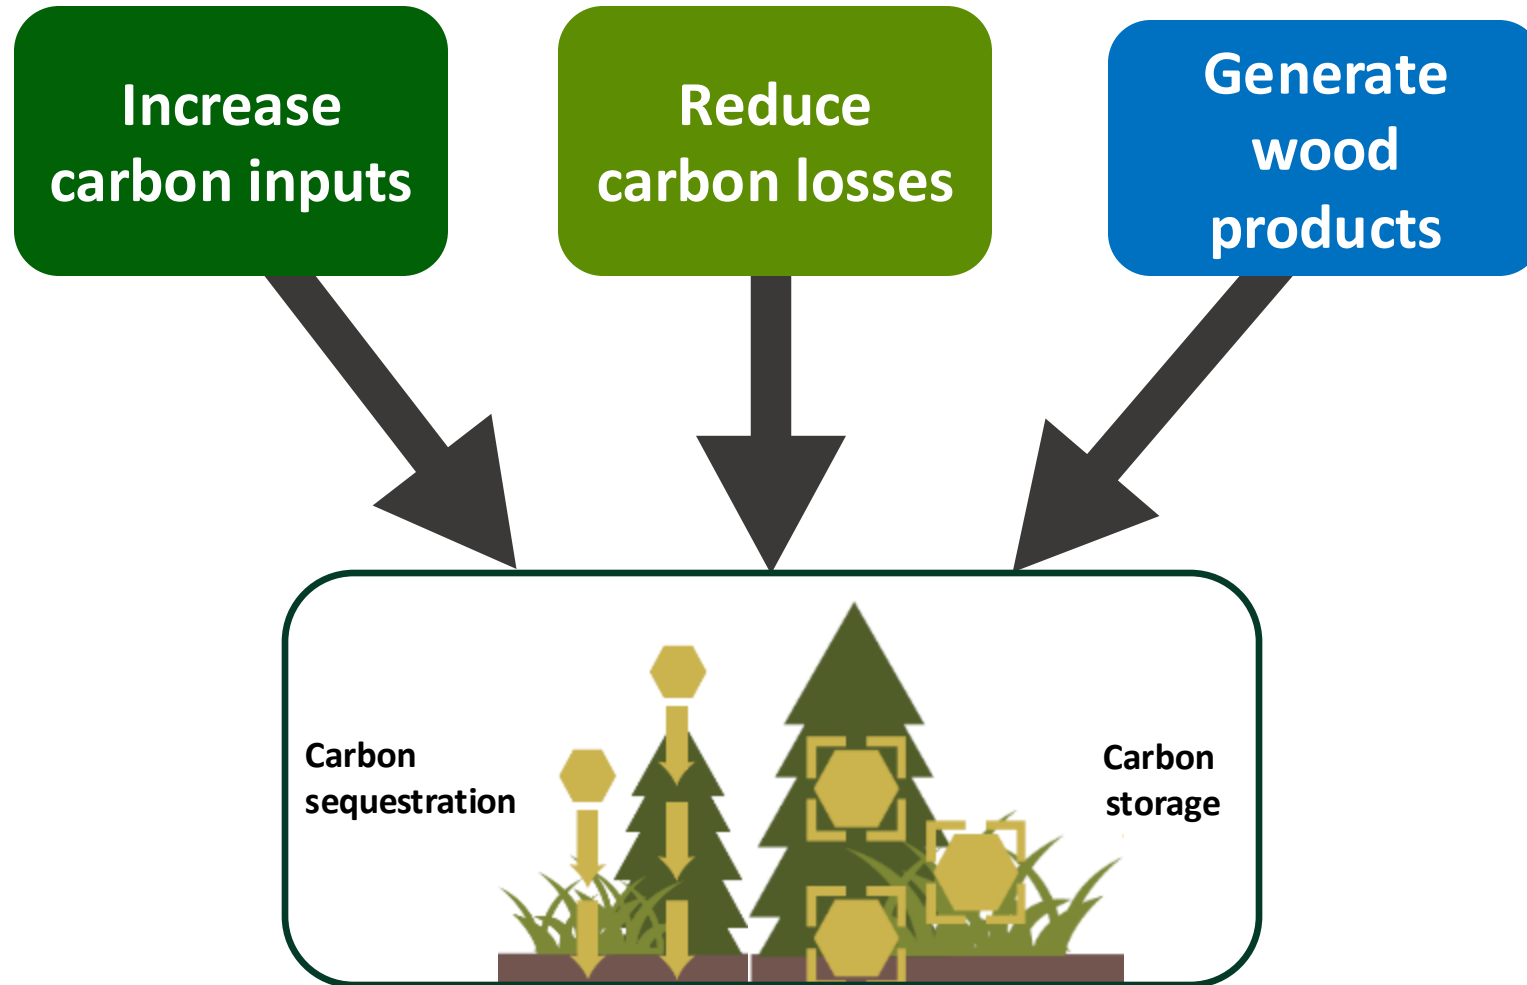 Increase
carbon inputs
Reduce
carbon losses
Generate
wood
products
Carbon
sequestration
Carbon
storage